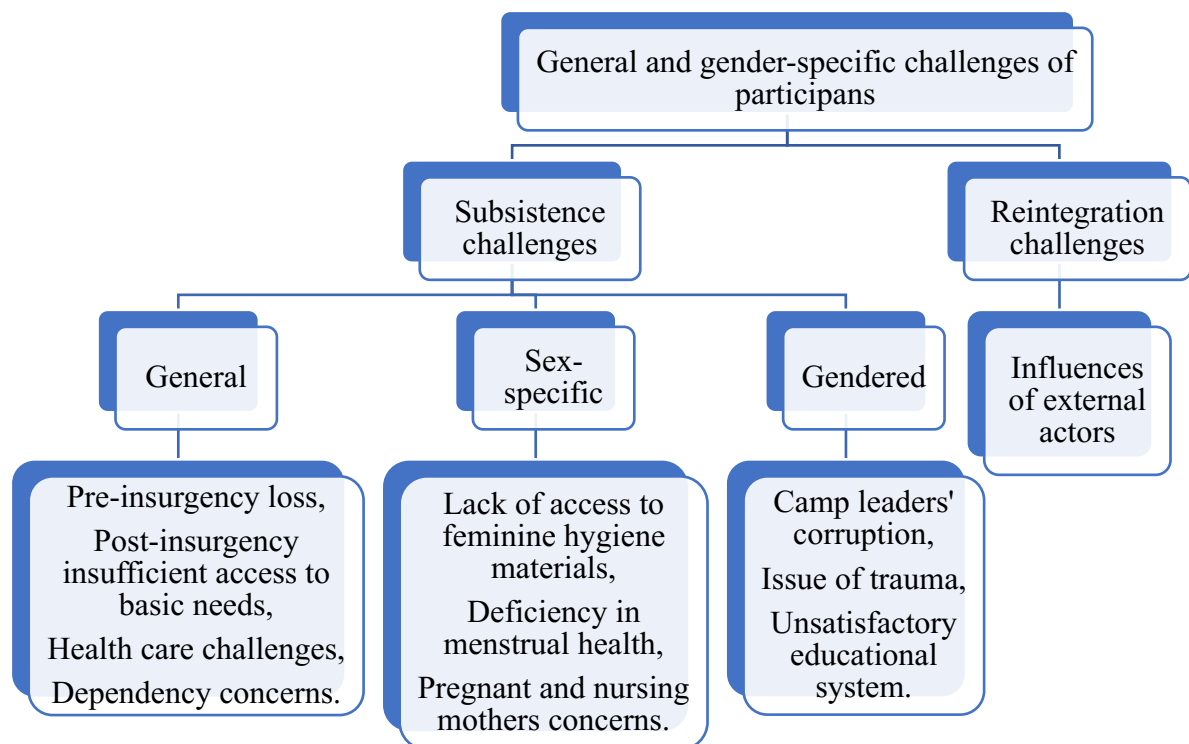 General and gender-specific challenges of
participans
Subsistence
challenges
Reintegration
challenges
General
Sex-
specific
Gendered
Influences
of external
actors
Pre-insurgency loss,
Post-insurgency
insufficient access to
basic needs,
Health care challenges,
Dependency concerns.
Lack of access to
feminine hygiene
materials,
Deficiency in
menstrual health,
Pregnant and nursing
mothers concerns.
Camp leaders'
corruption,
Issue of trauma,
Unsatisfactory
educational
system.